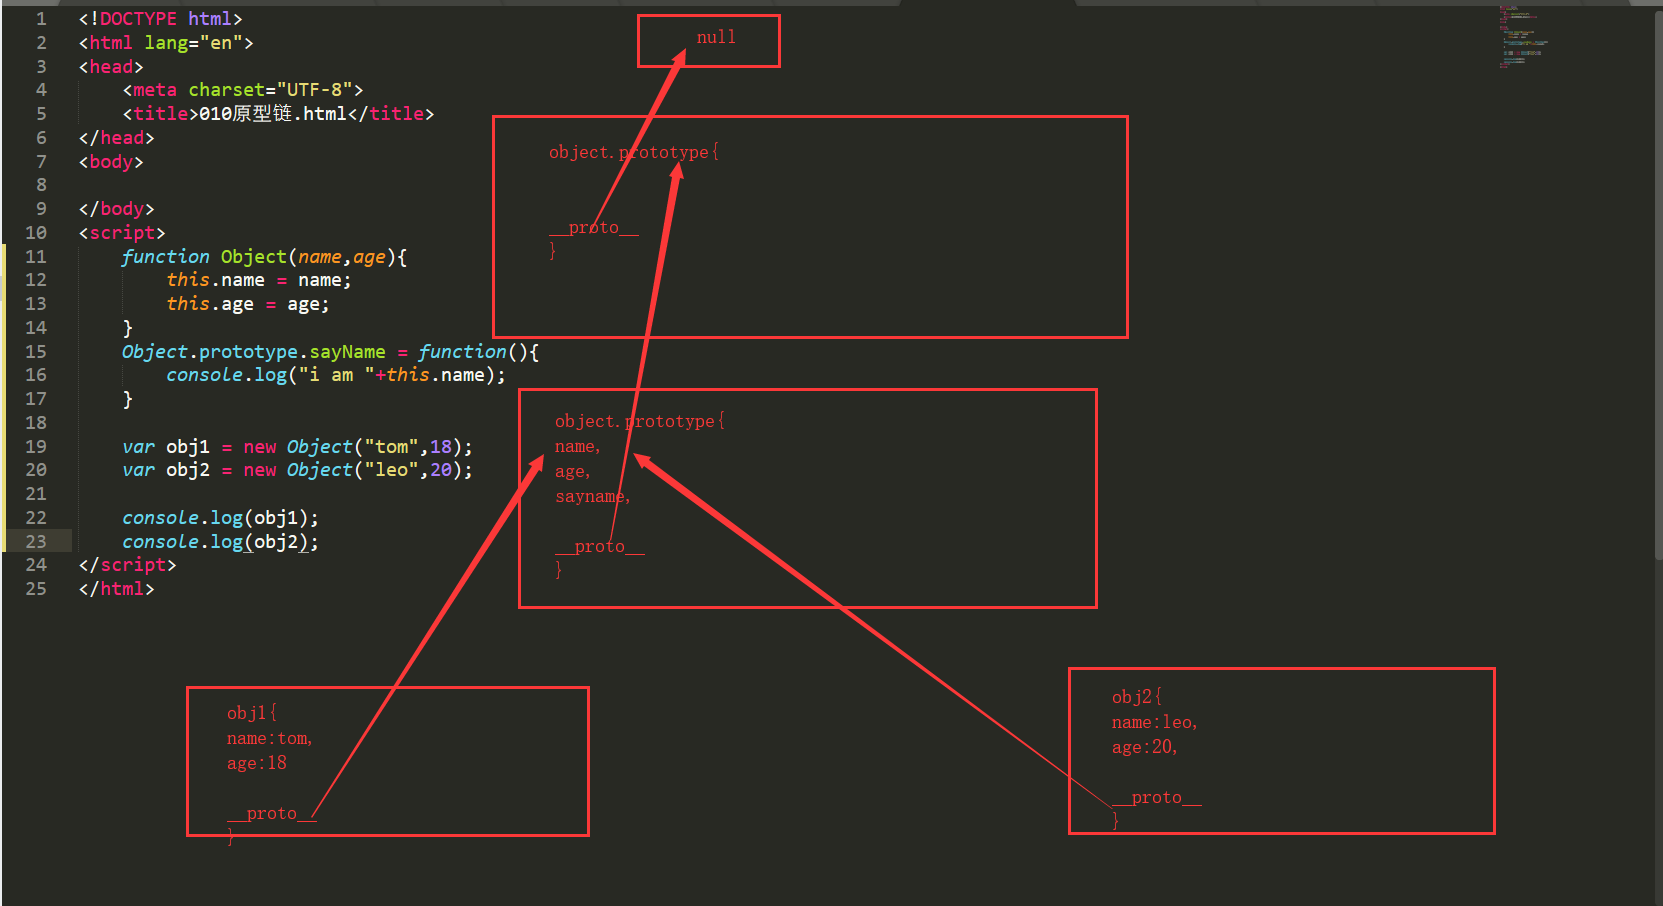 1 <!DOCTYPE html>
2 <html lang="en">
3 <head>
4 <meta charset="UTF-8">
5 <title>010原型链.html</title>
6 </head>
7 <body>
8
9 </body>
10 <script>
11 function Object(name,age){
12 this.name = name;
13 this.age = age;
14 }
15 Object.prototype.sayName = function(){
16 console.log("i am "+this.name);
17 }
18
19 var obj1 = new Object("tom",18);
20 var obj2 = new Object("leo",20);
21
22 console.log(obj1);
23 console.log(obj2);
24 </script>
25 </html>
null
object.prototype{
__proto__
}
object.prototype{
name,
age,
sayname,
__proto__
}
obj1{
name:tom,
age:18
__proto__
}
obj2{
name:leo,
age:20,
__proto__
}